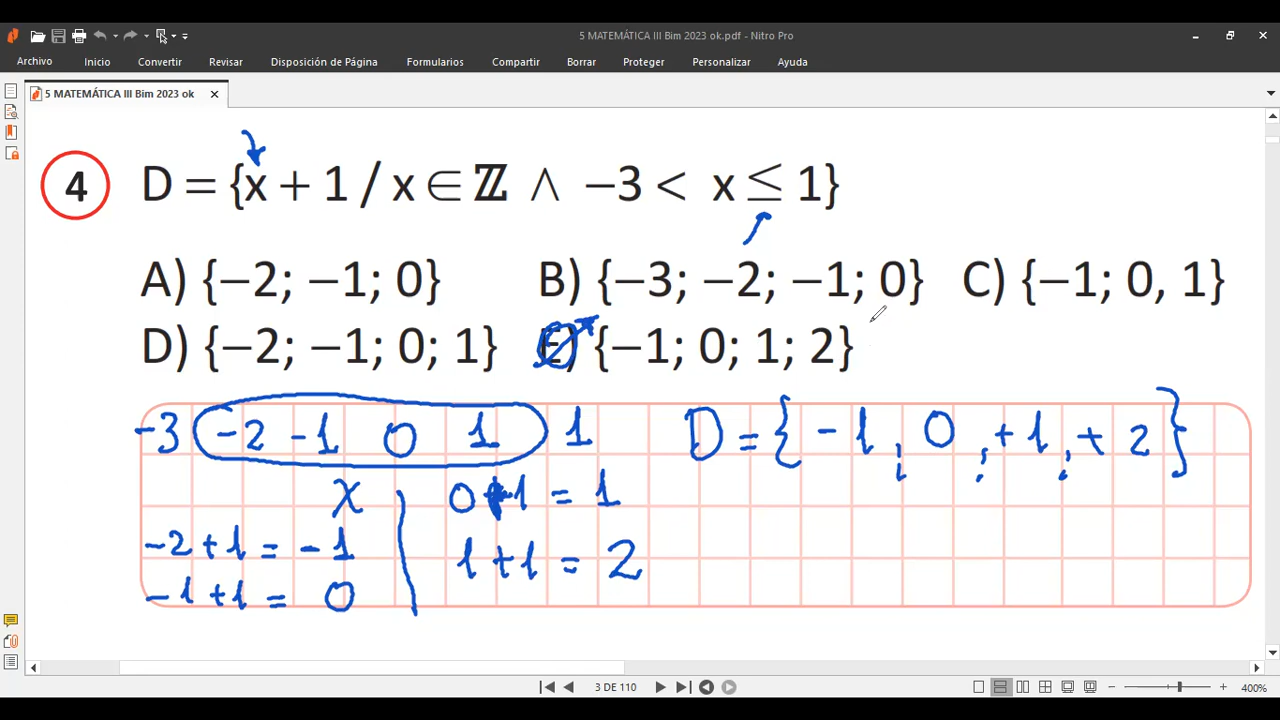 5 MATEMÁTICA III Bim 2023 ok.pdf - Nitro Pro
Archivo Inicio Convertir Revisar Disposición de Página Formularios Compartir Borrar Proteger Personalizar Ayuda
5 MATEMÁTICA III Bim 2023 ok
4 D = {x + 1 / x ∈ ℤ ∧ −3 < x ≤ 1}
A) {−2; −1; 0} B) {−3; −2; −1; 0} C) {−1; 0, 1}
D) {−2; −1; 0; 1} E) {−1; 0; 1; 2}
-3 -2 -1 0 1 1 D = { -1 ; 0 ; +1 ; +2 }
x 0+1 = 1
-2+1 = -1 1+1 = 2
-1+1 = 0
3 DE 110
400%